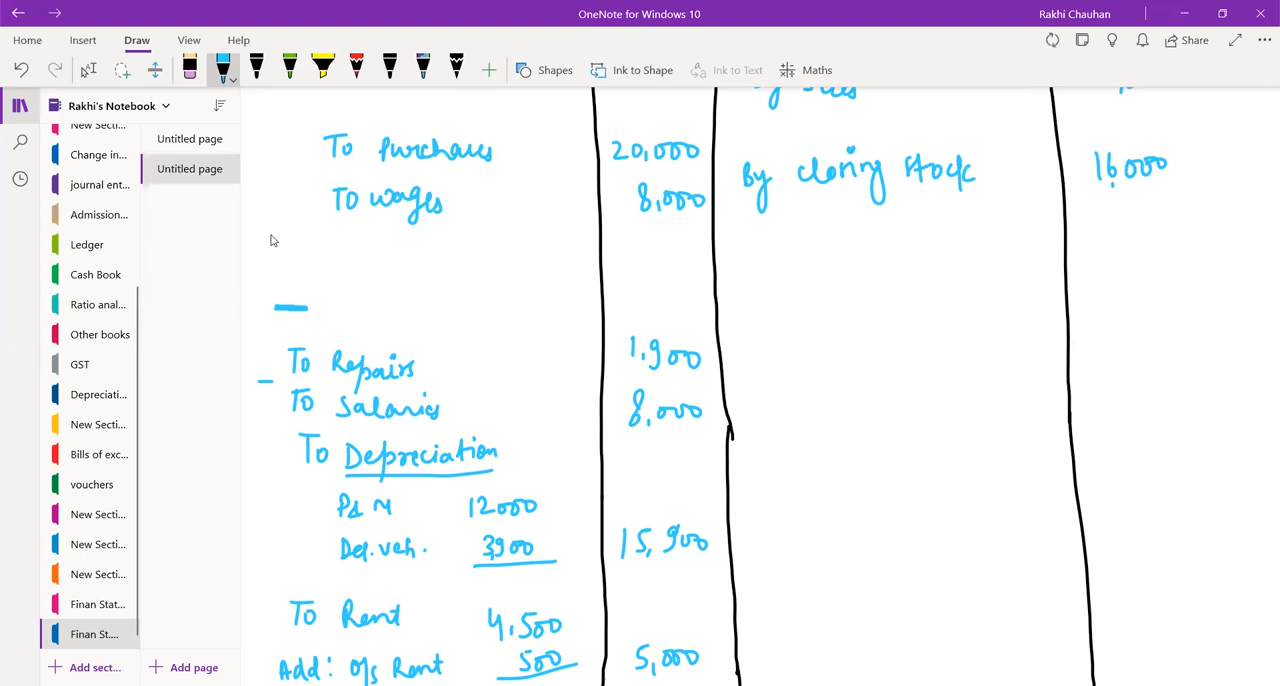 OneNote for Windows 10
Rakhi Chauhan
Home
Insert
Draw
View
Help
Share
Shapes
Ink to Shape
Ink to Text
Maths
Rakhi's Notebook
New Secti...
Change in...
journal ent...
Admission...
Ledger
Cash Book
Ratio anal...
Other books
GST
Depreciati...
New Secti...
Bills of exc...
vouchers
New Secti...
New Secti...
New Secti...
Finan Stat...
Finan St....
Add sect...
Untitled page
Untitled page
Add page
To Purchases 20,000
By closing stock 16,000
To wages 8,000
To Repairs 1,900
To Salaries 8,000
To Depreciation
P&M 12000
Del. veh. 3,900 15,900
To Rent 4,500
Add: O/s Rent 500 5,000